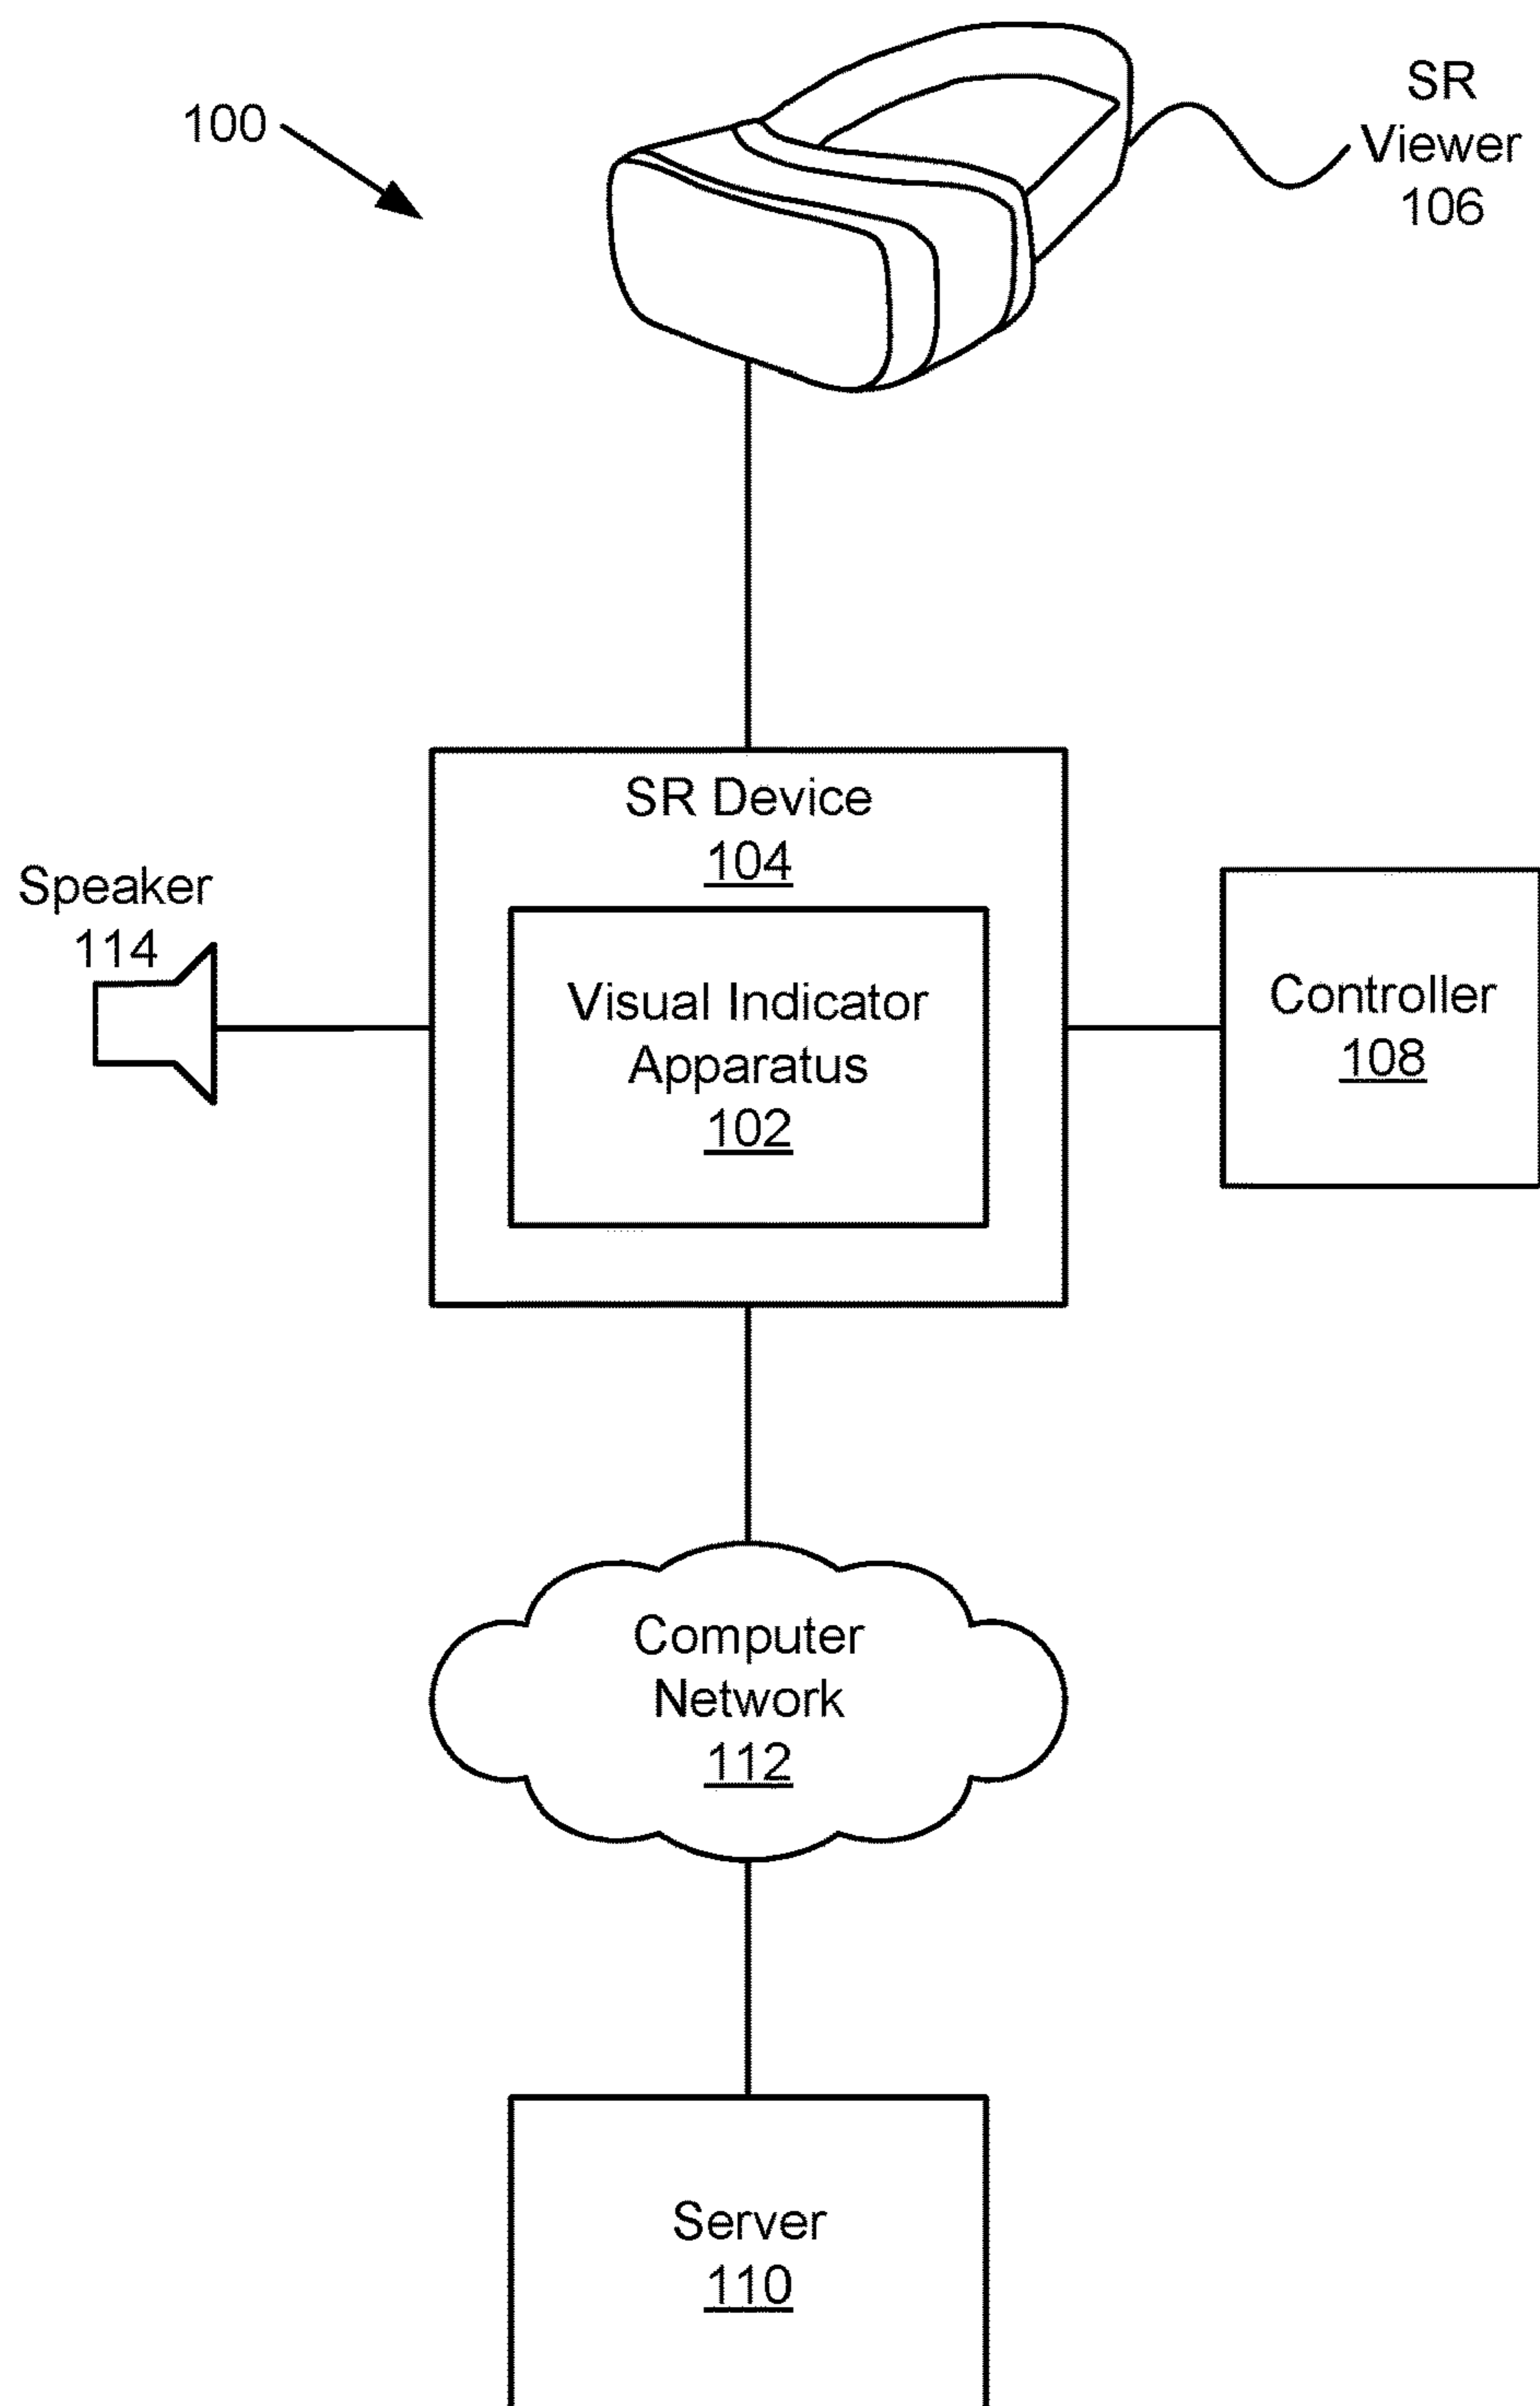 100
SR
Viewer
106
SR Device
104
Speaker
114
Visual Indicator
Apparatus
102
Controller
108
Computer
Network
112
Server
110